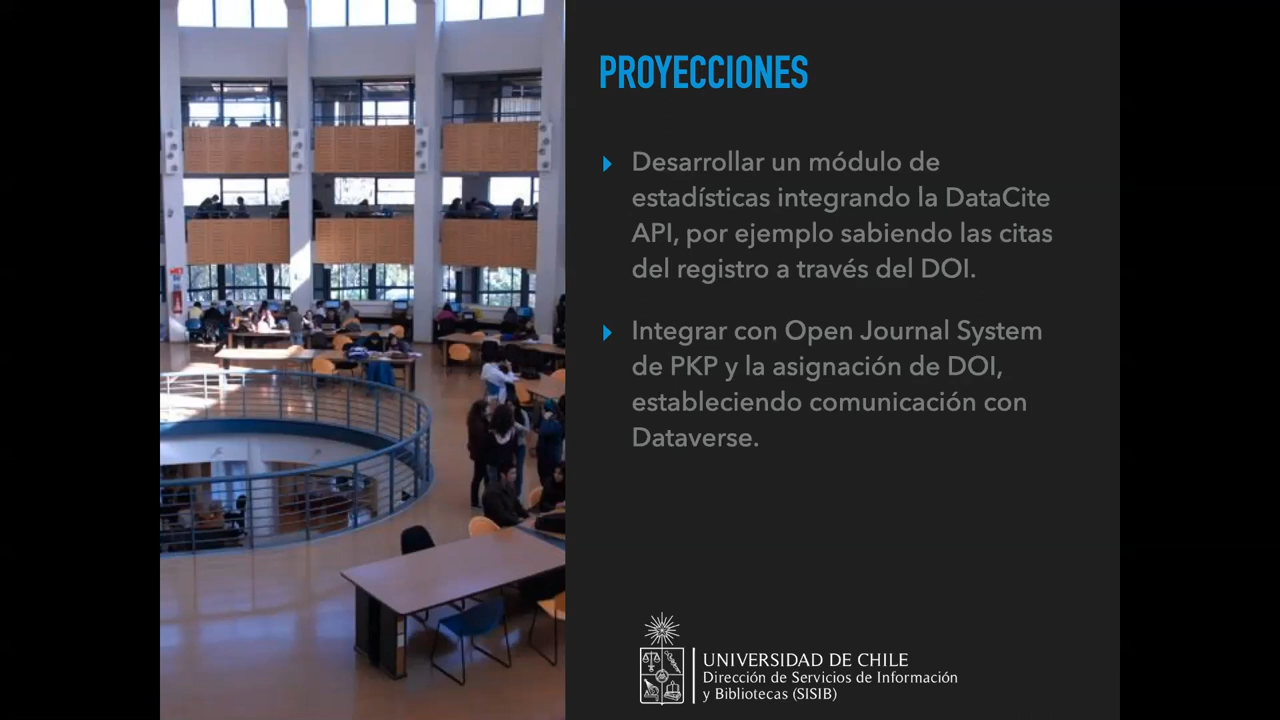 PROYECCIONES
Desarrollar un módulo de
estadísticas integrando la DataCite
API, por ejemplo sabiendo las citas
del registro a través del DOI.
Integrar con Open Journal System
de PKP y la asignación de DOI,
estableciendo comunicación con
Dataverse.
UNIVERSIDAD DE CHILE
Dirección de Servicios de Información
y Bibliotecas (SISIB)